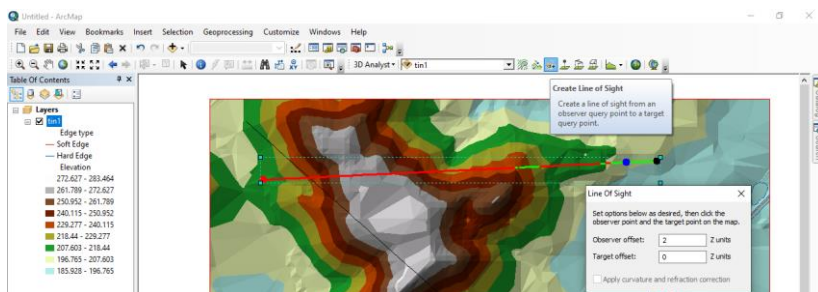 Untitled - ArcMap
File Edit View Bookmarks Insert Selection Geoprocessing Customize Windows Help
3D Analyst tin1
Table Of Contents
Create Line of Sight
Create a line of sight from an
observer query point to a target
query point.
Layers
tin1
Edge type
Soft Edge
Hard Edge
Elevation
272.627 - 283.464
261.789 - 272.627
250.952 - 261.789
240.115 - 250.952
229.277 - 240.115
218.44 - 229.277
207.603 - 218.44
196.765 - 207.603
185.928 - 196.765
Line Of Sight
Set options below as desired, then click the
observer point and the target point on the map.
Observer offset: 2 Z units
Target offset: 0 Z units
Apply curvature and refraction correction